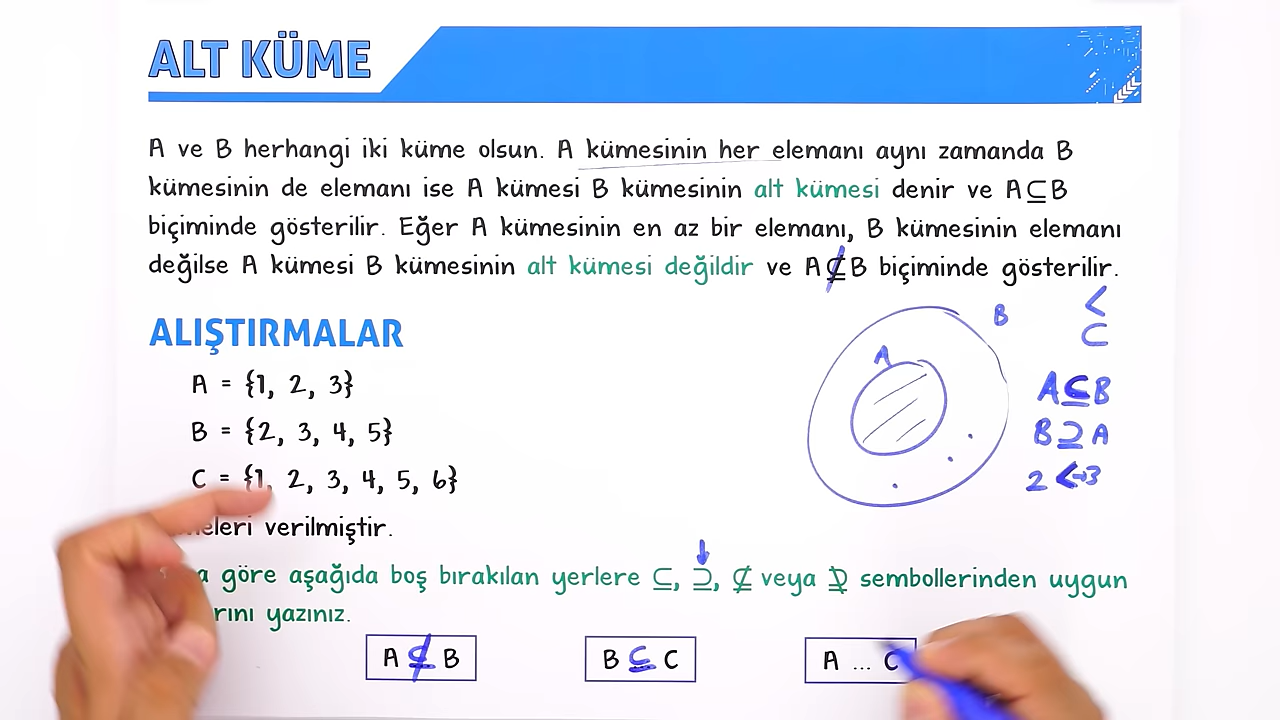 ALT KÜME
A ve B herhangi iki küme olsun. A kümesinin her elemanı aynı zamanda B
kümesinin de elemanı ise A kümesi B kümesinin alt kümesi denir ve A⊆B
biçiminde gösterilir. Eğer A kümesinin en az bir elemanı, B kümesinin elemanı
değilse A kümesi B kümesinin alt kümesi değildir ve A⊈B biçiminde gösterilir.
ALIŞTIRMALAR
A = {1, 2, 3}
B = {2, 3, 4, 5}
C = {1, 2, 3, 4, 5, 6}
verilmiştir.
göre aşağıda boş bırakılan yerlere ⊆, ⊇, ⊈ veya ⊉ sembollerinden uygun
yazınız.
A ⊈ B
B ⊆ C
A ... C
A
B
<
⊂
A⊆B
B⊇A
2 <